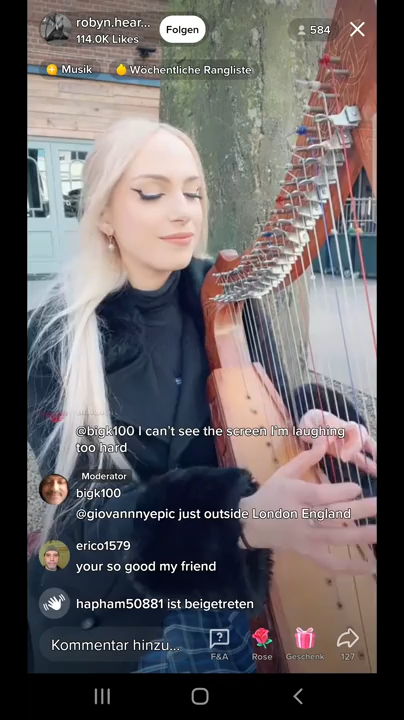 robyn.hear...
114.0K Likes
Folgen
584
Musik
Wöchentliche Rangliste
@bigk100 I can't see the screen I'm laughing
too hard
Moderator
bigk100
@giovannnyepic just outside London England
erico1579
your so good my friend
hapham50881 ist beigetreten
Kommentar hinzu...
F&A
Rose
Geschenk
127